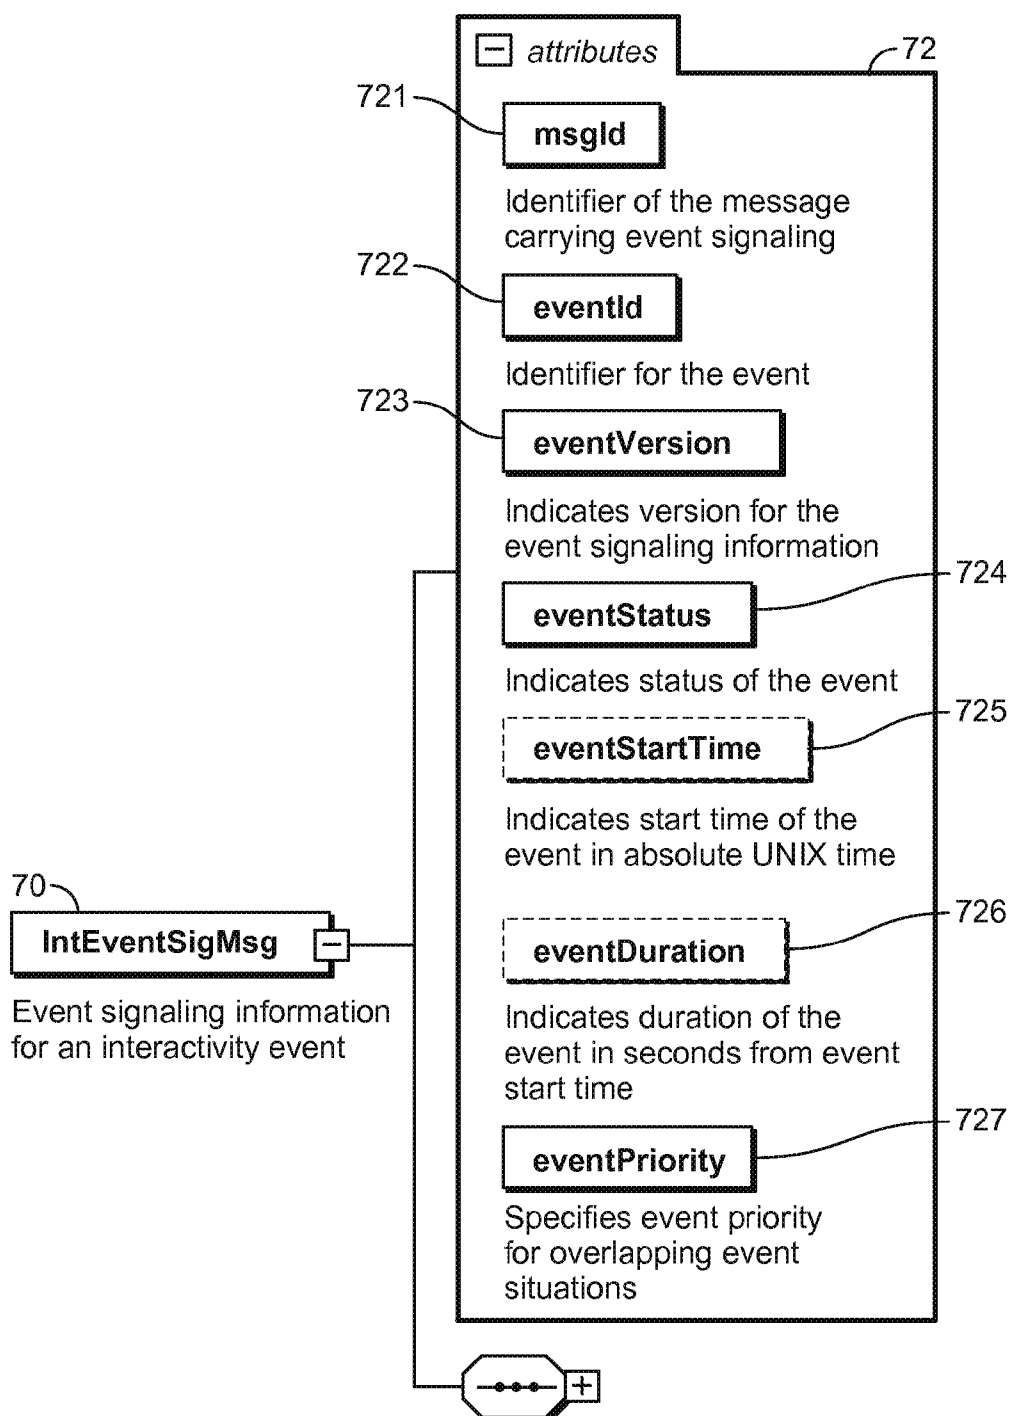 attributes
72
721
msgId
Identifier of the message
carrying event signaling
722
eventId
Identifier for the event
723
eventVersion
Indicates version for the
event signaling information
724
eventStatus
Indicates status of the event
725
eventStartTime
Indicates start time of the
event in absolute UNIX time
70
IntEventSigMsg
Event signaling information
for an interactivity event
726
eventDuration
Indicates duration of the
event in seconds from event
start time
727
eventPriority
Specifies event priority
for overlapping event
situations